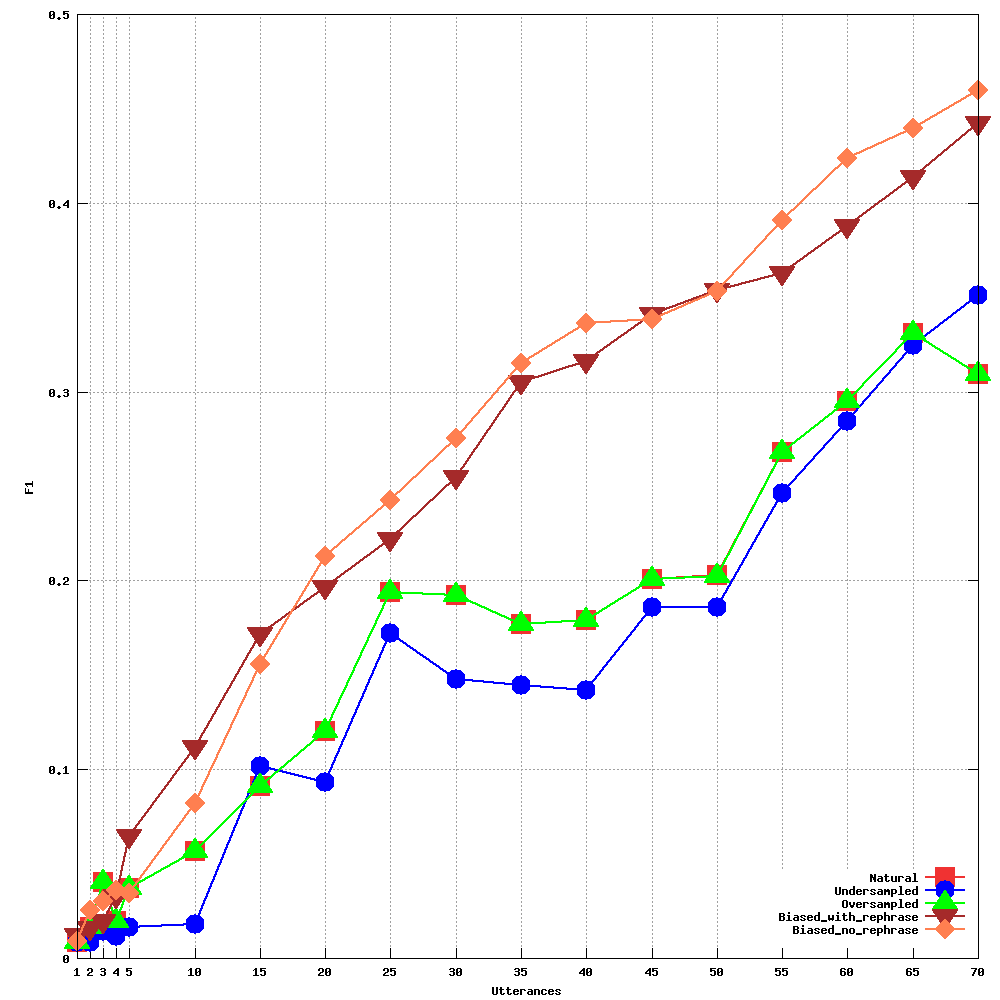 0.5
0.4
0.3
0.2
0.1
0
F1
1 2 3 4 5 10 15 20 25 30 35 40 45 50 55 60 65 70
Utterances
Natural
Undersampled
Oversampled
Biased_with_rephrase
Biased_no_rephrase